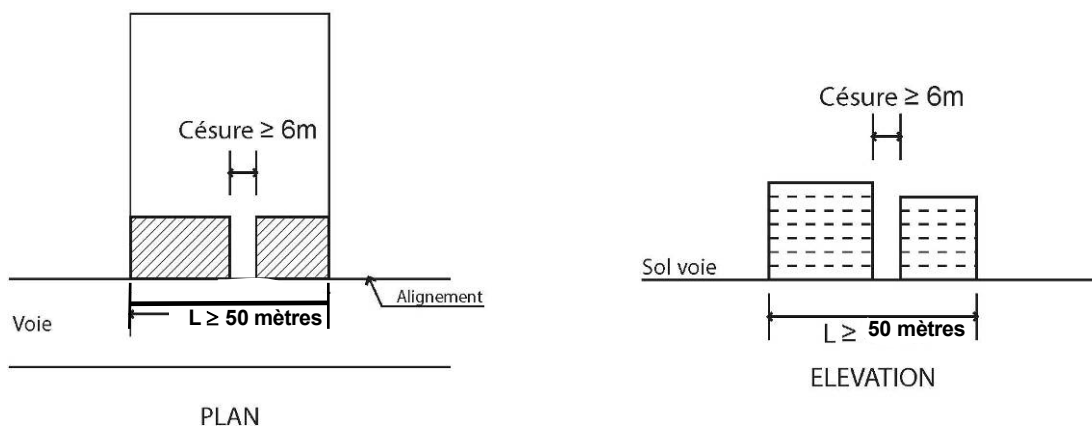 Césure ≥ 6m
Alignement
Voie
L ≥ 50 mètres
PLAN
Césure ≥ 6m
Sol voie
L ≥ 50 mètres
ELEVATION